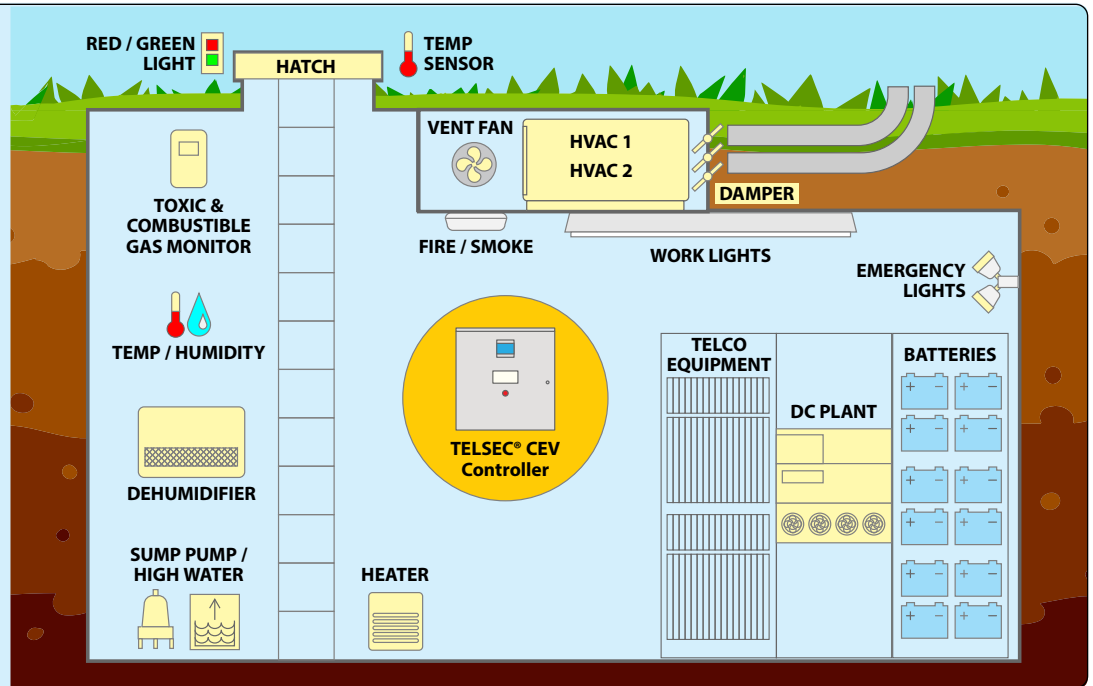 RED / GREEN
LIGHT
HATCH
TEMP
SENSOR
VENT FAN
HVAC 1
HVAC 2
DAMPER
TOXIC &
COMBUSTIBLE
GAS MONITOR
FIRE / SMOKE
WORK LIGHTS
EMERGENCY
LIGHTS
TEMP / HUMIDITY
TELSEC® CEV
Controller
TELCO
EQUIPMENT
DC PLANT
BATTERIES
+ - + -
+ - + -
+ - + -
+ - + -
+ - + -
+ - + -
DEHUMIDIFIER
SUMP PUMP /
HIGH WATER
HEATER